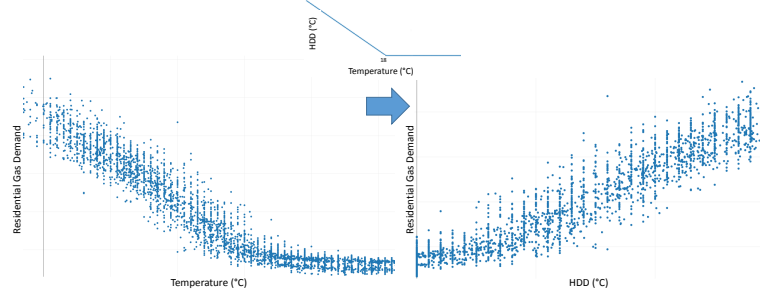 HDD (°C)
18
Temperature (°C)
Residential Gas Demand
Temperature (°C)
Residential Gas Demand
HDD (°C)